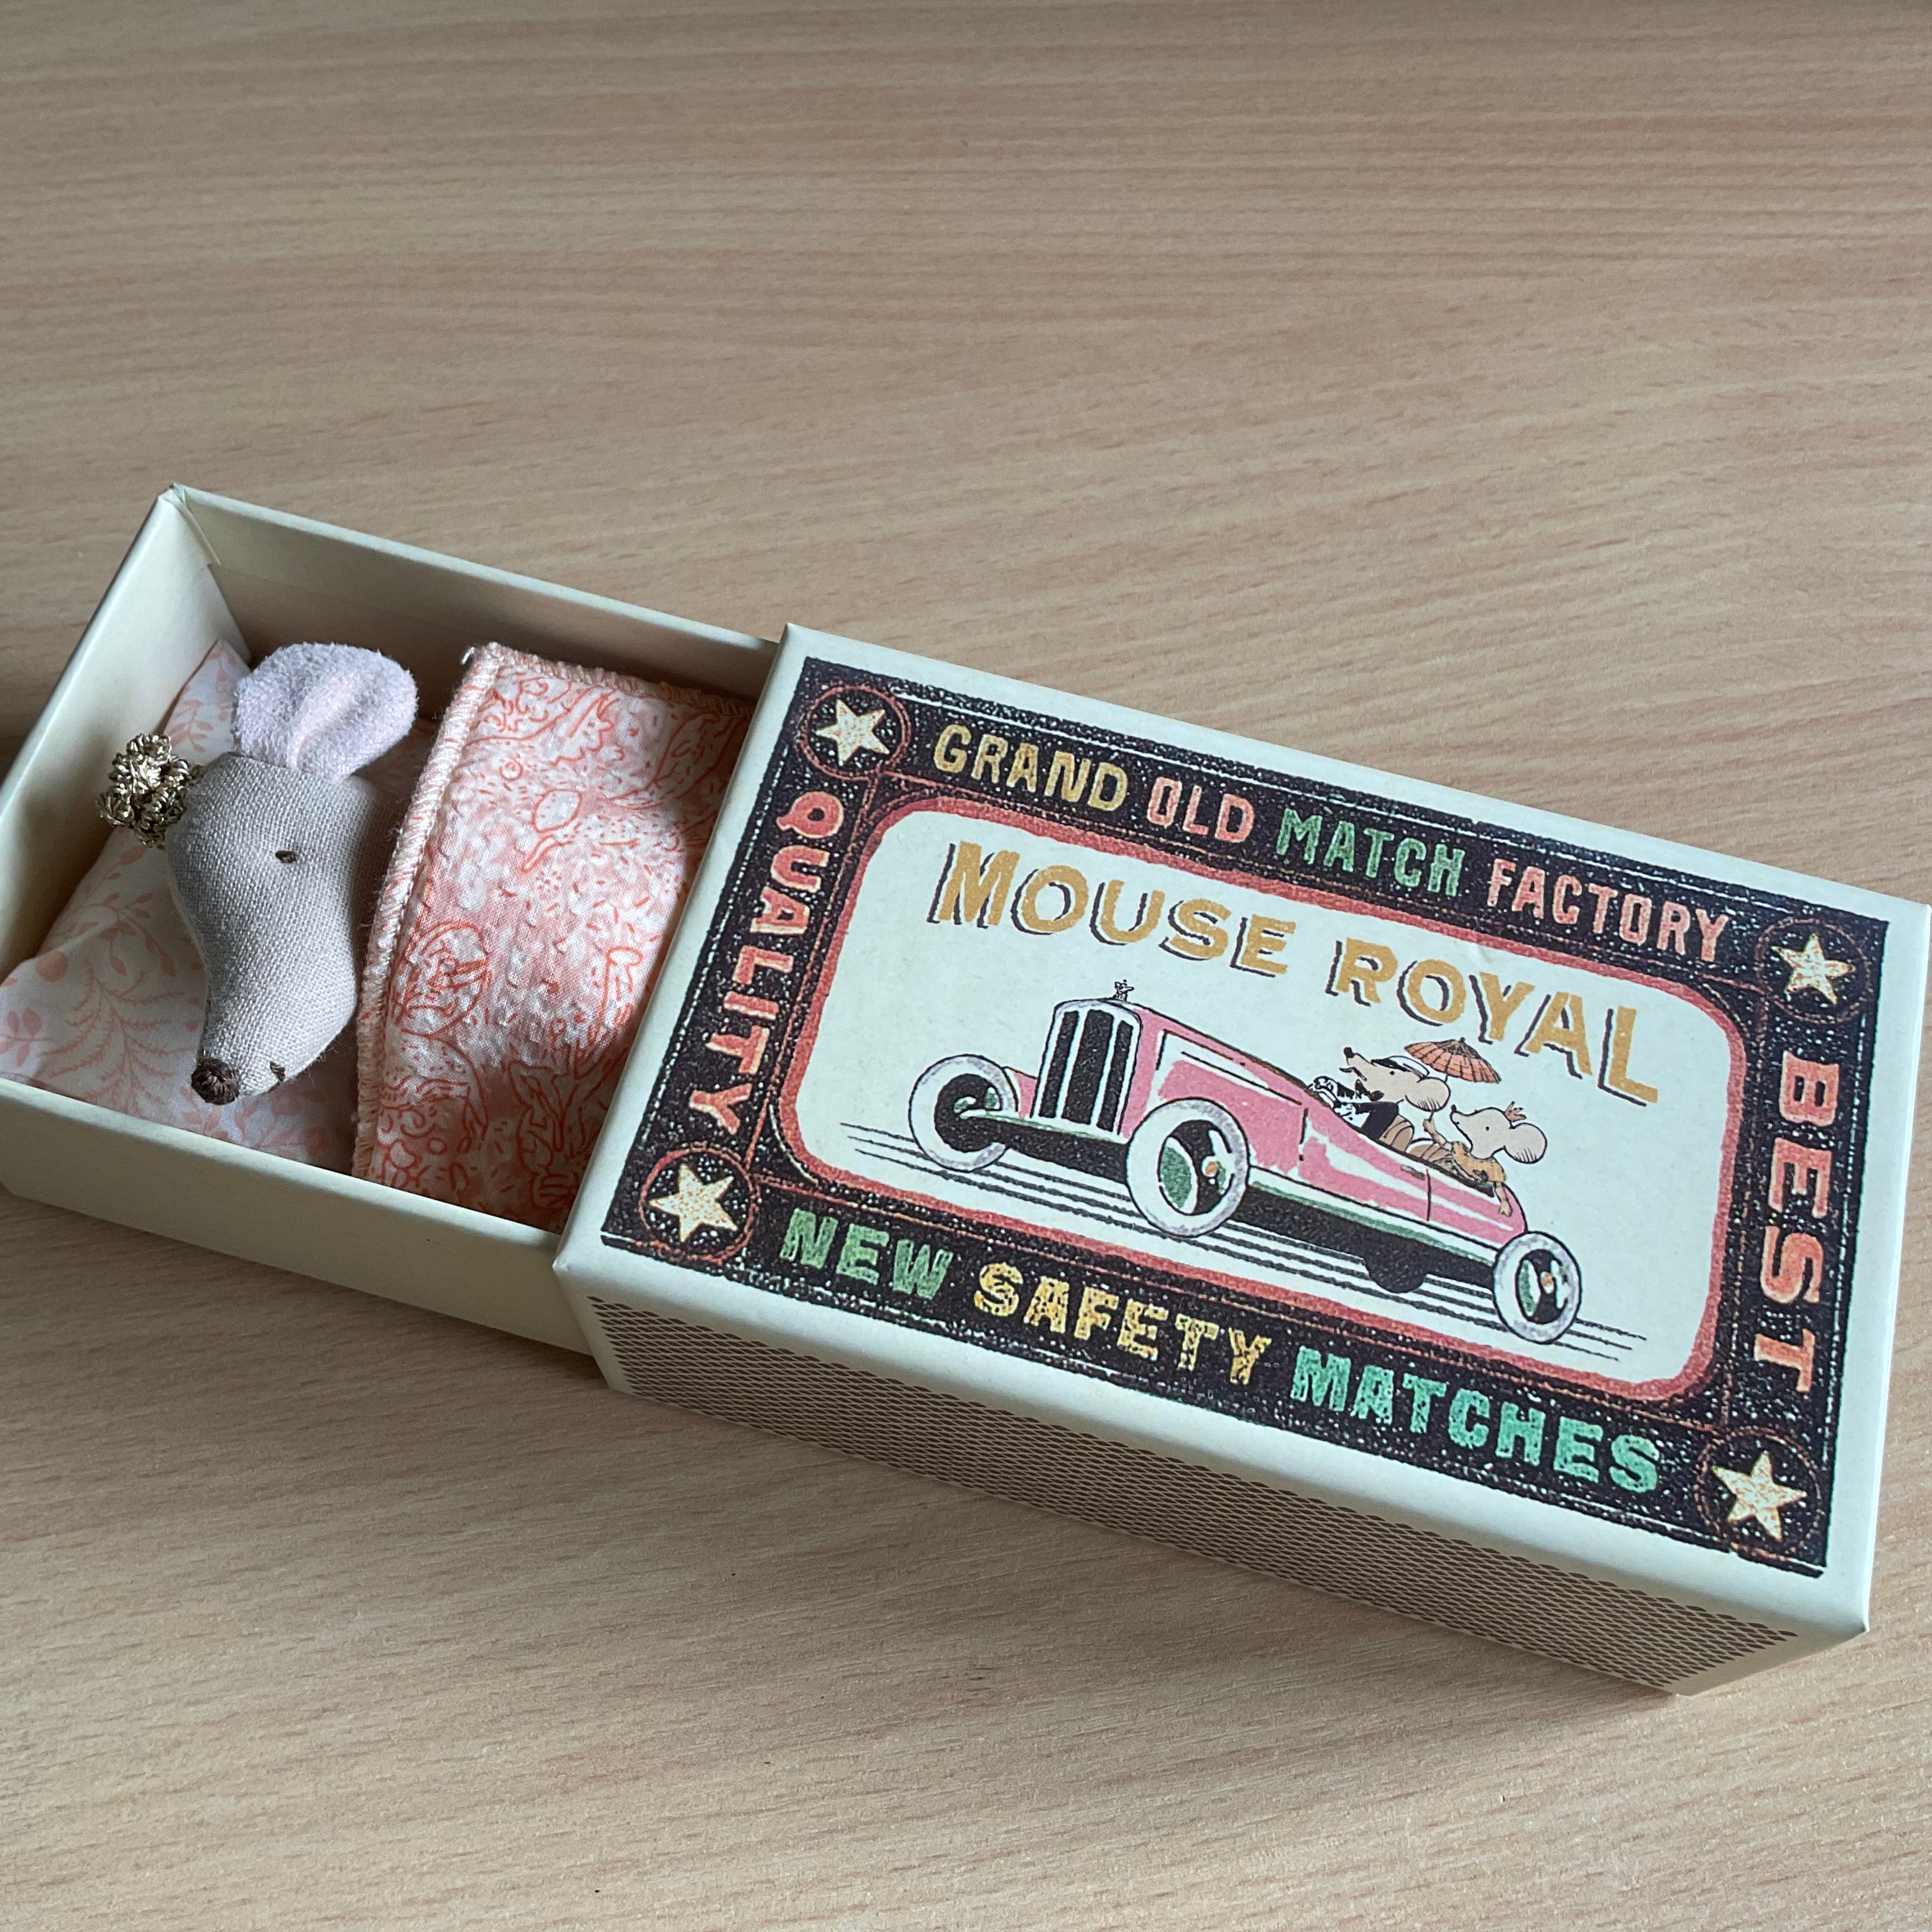 GRAND OLD MATCH FACTORY
QUALITY
MOUSE ROYAL
BEST
NEW SAFETY MATCHES